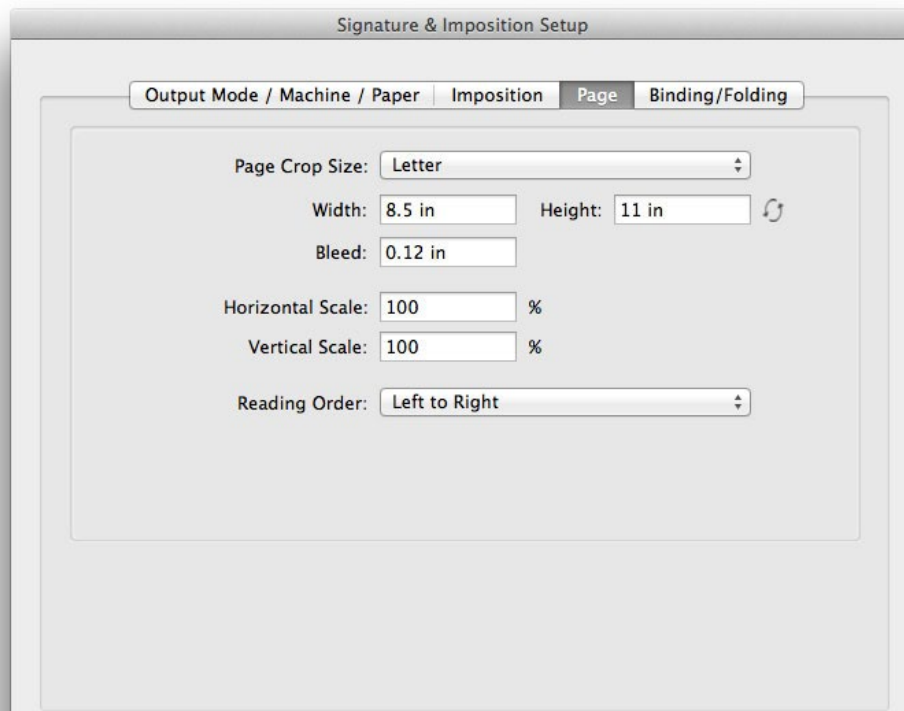 Signature & Imposition Setup
Output Mode / Machine / Paper Imposition Page Binding/Folding
Page Crop Size: Letter
Width: 8.5 in Height: 11 in
Bleed: 0.12 in
Horizontal Scale: 100 %
Vertical Scale: 100 %
Reading Order: Left to Right